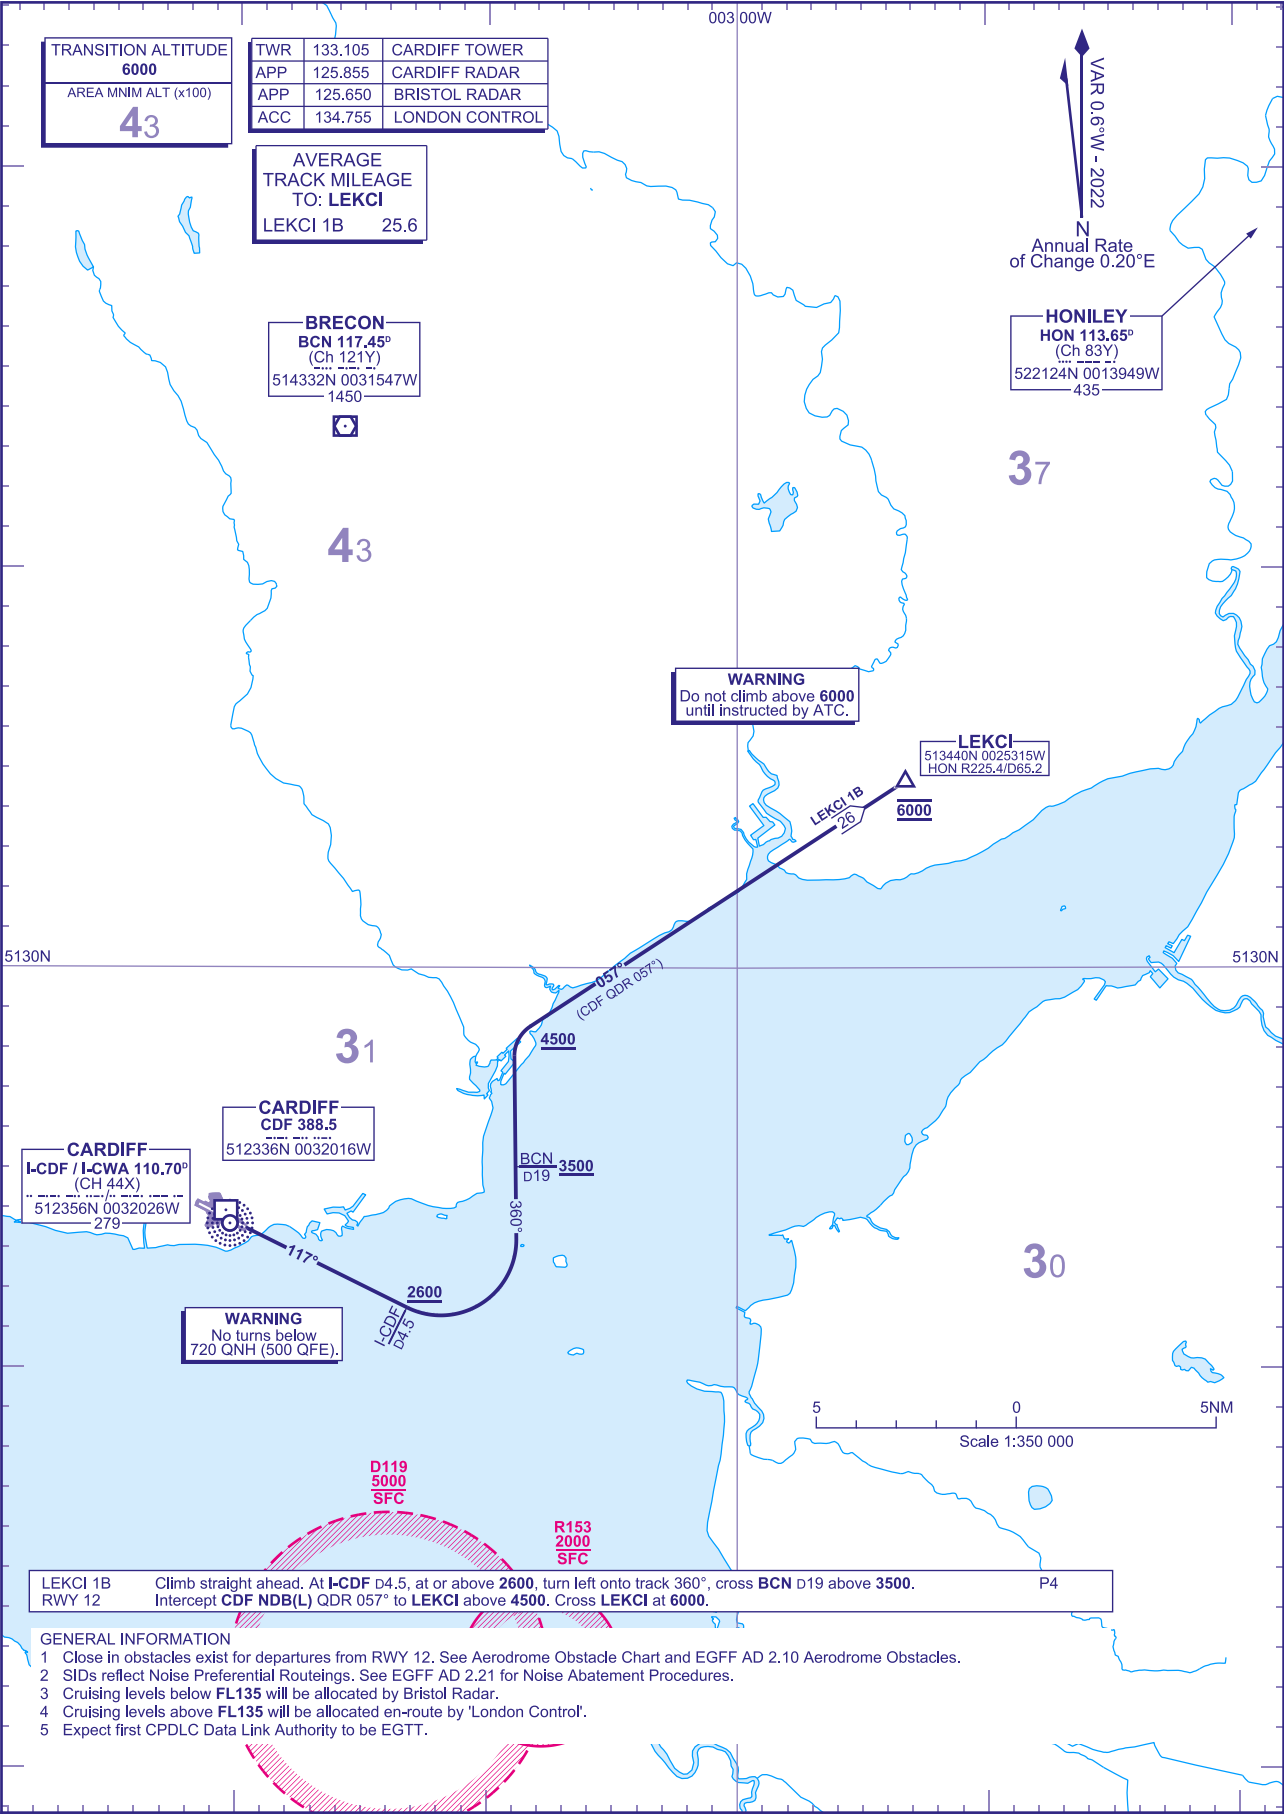 003 00W
TRANSITION ALTITUDE
6000
AREA MNIM ALT (x100)
43
TWR 133.105 CARDIFF TOWER
APP 125.855 CARDIFF RADAR
APP 125.650 BRISTOL RADAR
ACC 134.755 LONDON CONTROL
AVERAGE
TRACK MILEAGE
TO: LEKCI
LEKCI 1B 25.6
VAR 0.6°W - 2022
N
Annual Rate
of Change 0.20°E
BRECON
BCN 117.45ᴰ
(Ch 121Y)
514332N 0031547W
1450
HONILEY
HON 113.65ᴰ
(Ch 83Y)
522124N 0013949W
435
37
43
WARNING
Do not climb above 6000
until instructed by ATC.
LEKCI
513440N 0025315W
HON R225.4/D65.2
LEKCI 1B
26
6000
5130N
5130N
057°
(CDF QDR 057°)
4500
31
CARDIFF
CDF 388.5
512336N 0032016W
CARDIFF
I-CDF / I-CWA 110.70ᴰ
(CH 44X)
512356N 0032026W
279
BCN
D19
3500
360°
117°
2600
I-CDF
D4.5
30
WARNING
No turns below
720 QNH (500 QFE).
5 0 5NM
Scale 1:350 000
D119
5000
SFC
R153
2000
SFC
LEKCI 1B Climb straight ahead. At I-CDF D4.5, at or above 2600, turn left onto track 360°, cross BCN D19 above 3500. P4
RWY 12 Intercept CDF NDB(L) QDR 057° to LEKCI above 4500. Cross LEKCI at 6000.
GENERAL INFORMATION
1 Close in obstacles exist for departures from RWY 12. See Aerodrome Obstacle Chart and EGFF AD 2.10 Aerodrome Obstacles.
2 SIDs reflect Noise Preferential Routeings. See EGFF AD 2.21 for Noise Abatement Procedures.
3 Cruising levels below FL135 will be allocated by Bristol Radar.
4 Cruising levels above FL135 will be allocated en-route by 'London Control'.
5 Expect first CPDLC Data Link Authority to be EGTT.